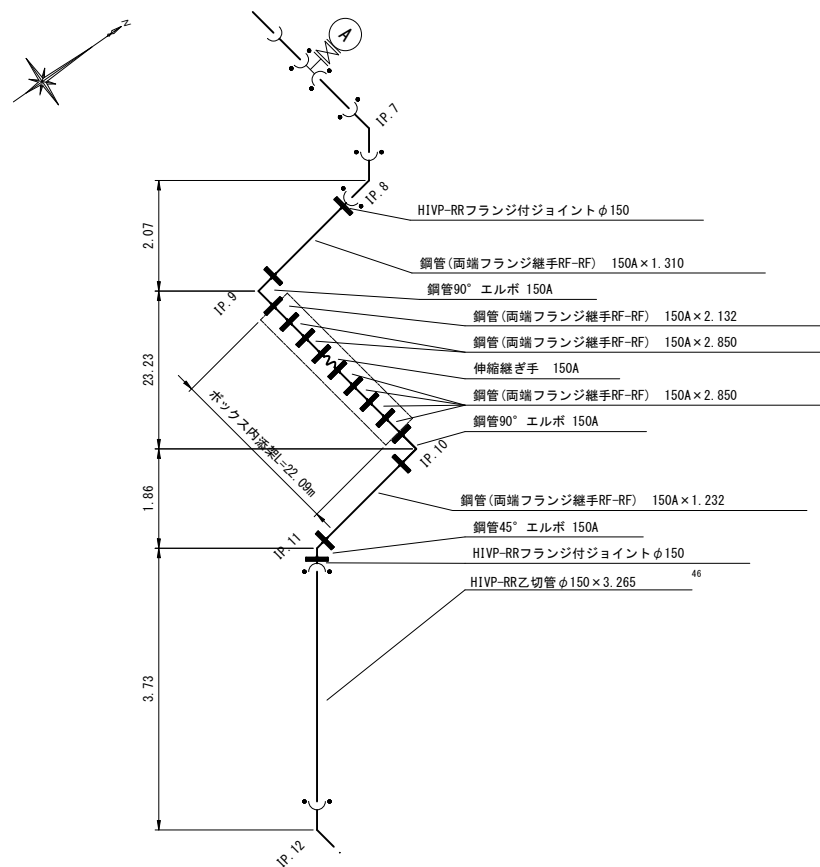 N
A
IP.7
IP.8
HIVP-RRフランジ付ジョイントφ150
2.07
鋼管(両端フランジ継手RF-RF) 150A×1.310
鋼管90°エルボ 150A
IP.9
鋼管(両端フランジ継手RF-RF) 150A×2.132
鋼管(両端フランジ継手RF-RF) 150A×2.850
伸縮継ぎ手 150A
23.23
鋼管(両端フランジ継手RF-RF) 150A×2.850
ボックス内添架L=22.09m
鋼管90°エルボ 150A
IP.10
1.86
鋼管(両端フランジ継手RF-RF) 150A×1.232
鋼管45°エルボ 150A
IP.11
HIVP-RRフランジ付ジョイントφ150
HIVP-RR乙切管φ150×3.265
46
3.73
IP.12